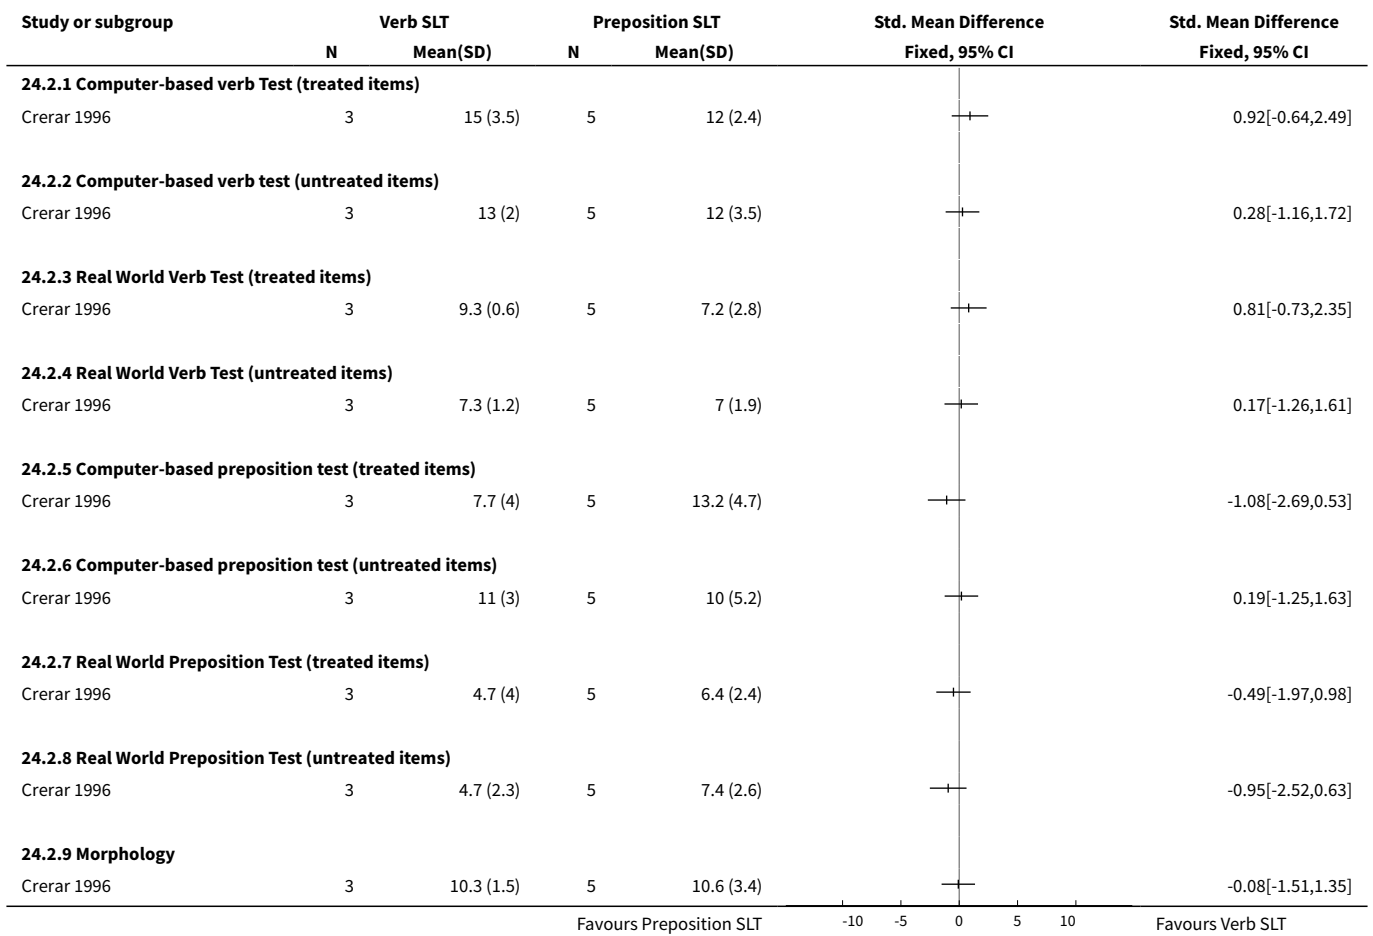 Study or subgroup Verb SLT Preposition SLT Std. Mean Difference Std. Mean Difference
N Mean(SD) N Mean(SD) Fixed, 95% CI Fixed, 95% CI
24.2.1 Computer-based verb Test (treated items)
Crerar 1996 3 15 (3.5) 5 12 (2.4) 0.92[-0.64,2.49]
24.2.2 Computer-based verb test (untreated items)
Crerar 1996 3 13 (2) 5 12 (3.5) 0.28[-1.16,1.72]
24.2.3 Real World Verb Test (treated items)
Crerar 1996 3 9.3 (0.6) 5 7.2 (2.8) 0.81[-0.73,2.35]
24.2.4 Real World Verb Test (untreated items)
Crerar 1996 3 7.3 (1.2) 5 7 (1.9) 0.17[-1.26,1.61]
24.2.5 Computer-based preposition test (treated items)
Crerar 1996 3 7.7 (4) 5 13.2 (4.7) -1.08[-2.69,0.53]
24.2.6 Computer-based preposition test (untreated items)
Crerar 1996 3 11 (3) 5 10 (5.2) 0.19[-1.25,1.63]
24.2.7 Real World Preposition Test (treated items)
Crerar 1996 3 4.7 (4) 5 6.4 (2.4) -0.49[-1.97,0.98]
24.2.8 Real World Preposition Test (untreated items)
Crerar 1996 3 4.7 (2.3) 5 7.4 (2.6) -0.95[-2.52,0.63]
24.2.9 Morphology
Crerar 1996 3 10.3 (1.5) 5 10.6 (3.4) -0.08[-1.51,1.35]
Favours Preposition SLT -10 -5 0 5 10 Favours Verb SLT